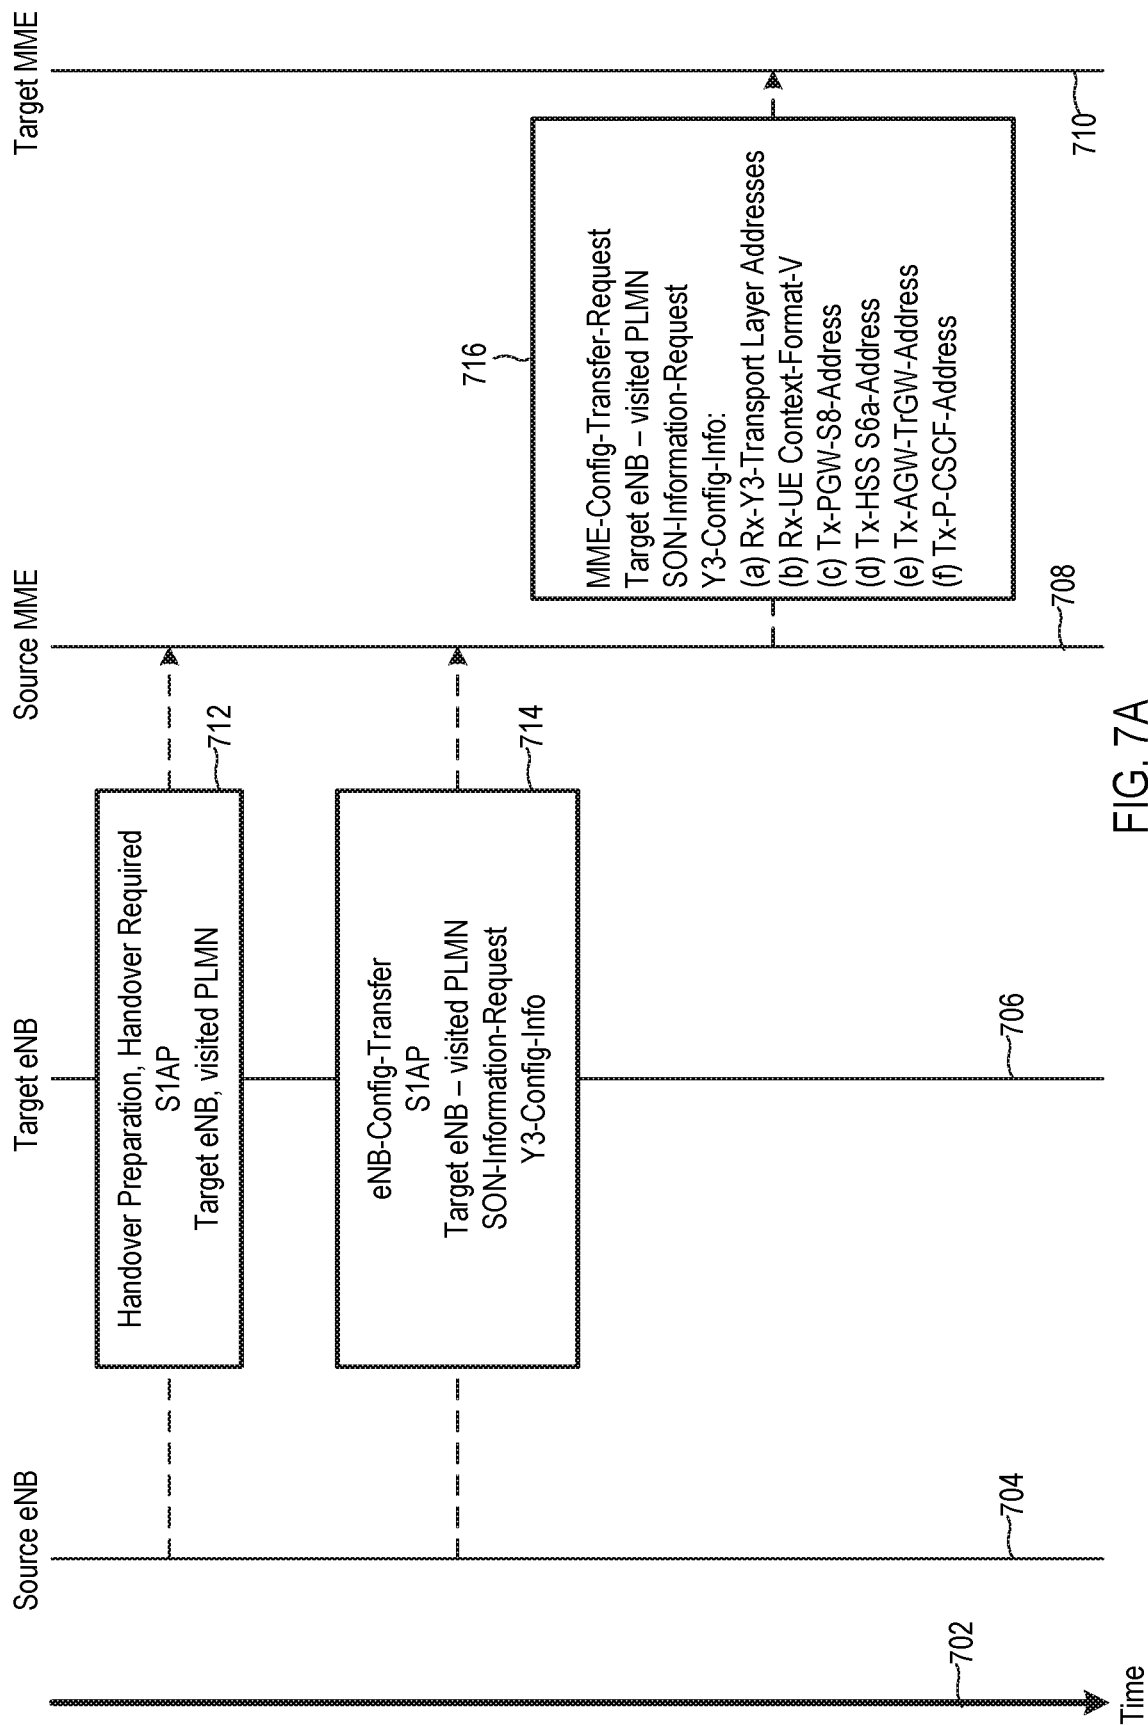 Source eNB
Target eNB
Source MME
Target MME
Handover Preparation, Handover Required
S1AP
Target eNB, visited PLMN
712
eNB-Config-Transfer
S1AP
Target eNB – visited PLMN
SON-Information-Request
Y3-Config-Info
714
716
MME-Config-Transfer-Request
Target eNB – visited PLMN
SON-Information-Request
Y3-Config-Info:
(a) Rx-Y3-Transport Layer Addresses
(b) Rx-UE Context-Format-V
(c) Tx-PGW-S8-Address
(d) Tx-HSS S6a-Address
(e) Tx-AGW-TrGW-Address
(f) Tx-P-CSCF-Address
702
704
706
708
710
Time
FIG. 7A